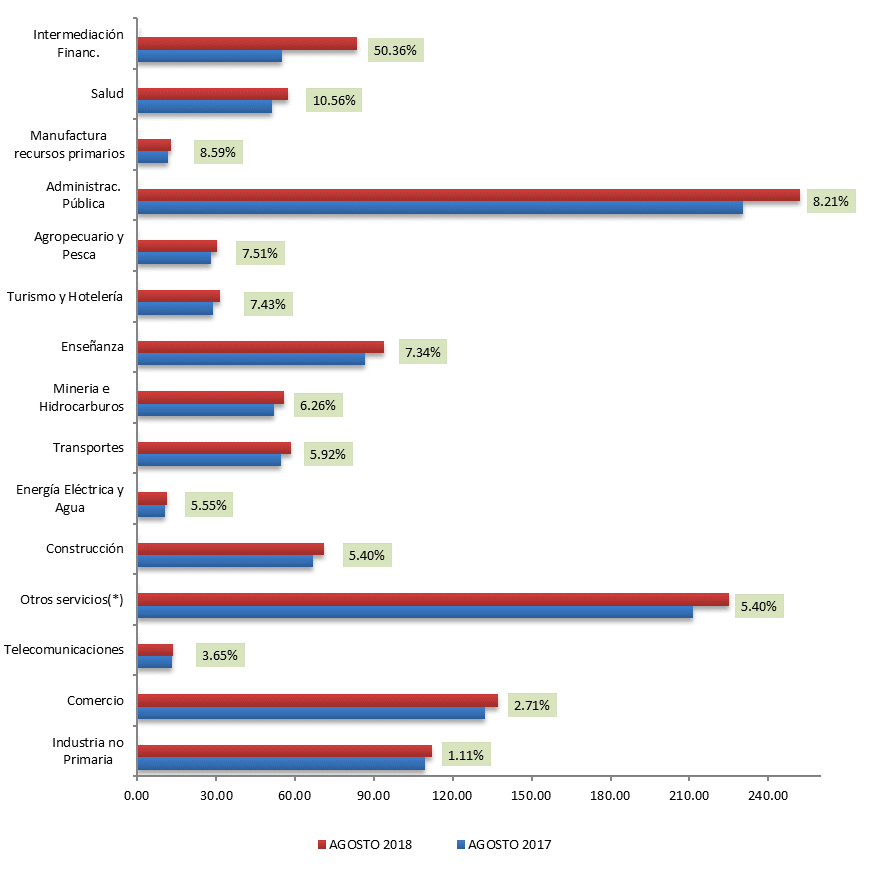 Intermediación
Financ.
50.36%
Salud
10.56%
Manufactura
recursos primarios
8.59%
Administrac.
Pública
8.21%
Agropecuario y
Pesca
7.51%
Turismo y Hotelería
7.43%
Enseñanza
7.34%
Mineria e
Hidrocarburos
6.26%
Transportes
5.92%
Energía Eléctrica y
Agua
5.55%
Construcción
5.40%
Otros servicios(*)
5.40%
Telecomunicaciones
3.65%
Comercio
2.71%
Industria no
Primaria
1.11%
0.00 30.00 60.00 90.00 120.00 150.00 180.00 210.00 240.00
AGOSTO 2018 AGOSTO 2017